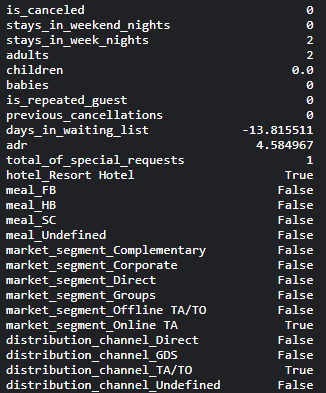 is_canceled 0
stays_in_weekend_nights 0
stays_in_week_nights 2
adults 2
children 0.0
babies 0
is_repeated_guest 0
previous_cancellations 0
days_in_waiting_list -13.815511
adr 4.584967
total_of_special_requests 1
hotel_Resort Hotel True
meal_FB False
meal_HB False
meal_SC False
meal_Undefined False
market_segment_Complementary False
market_segment_Corporate False
market_segment_Direct False
market_segment_Groups False
market_segment_Offline TA/TO False
market_segment_Online TA True
distribution_channel_Direct False
distribution_channel_GDS False
distribution_channel_TA/TO True
distribution_channel_Undefined False